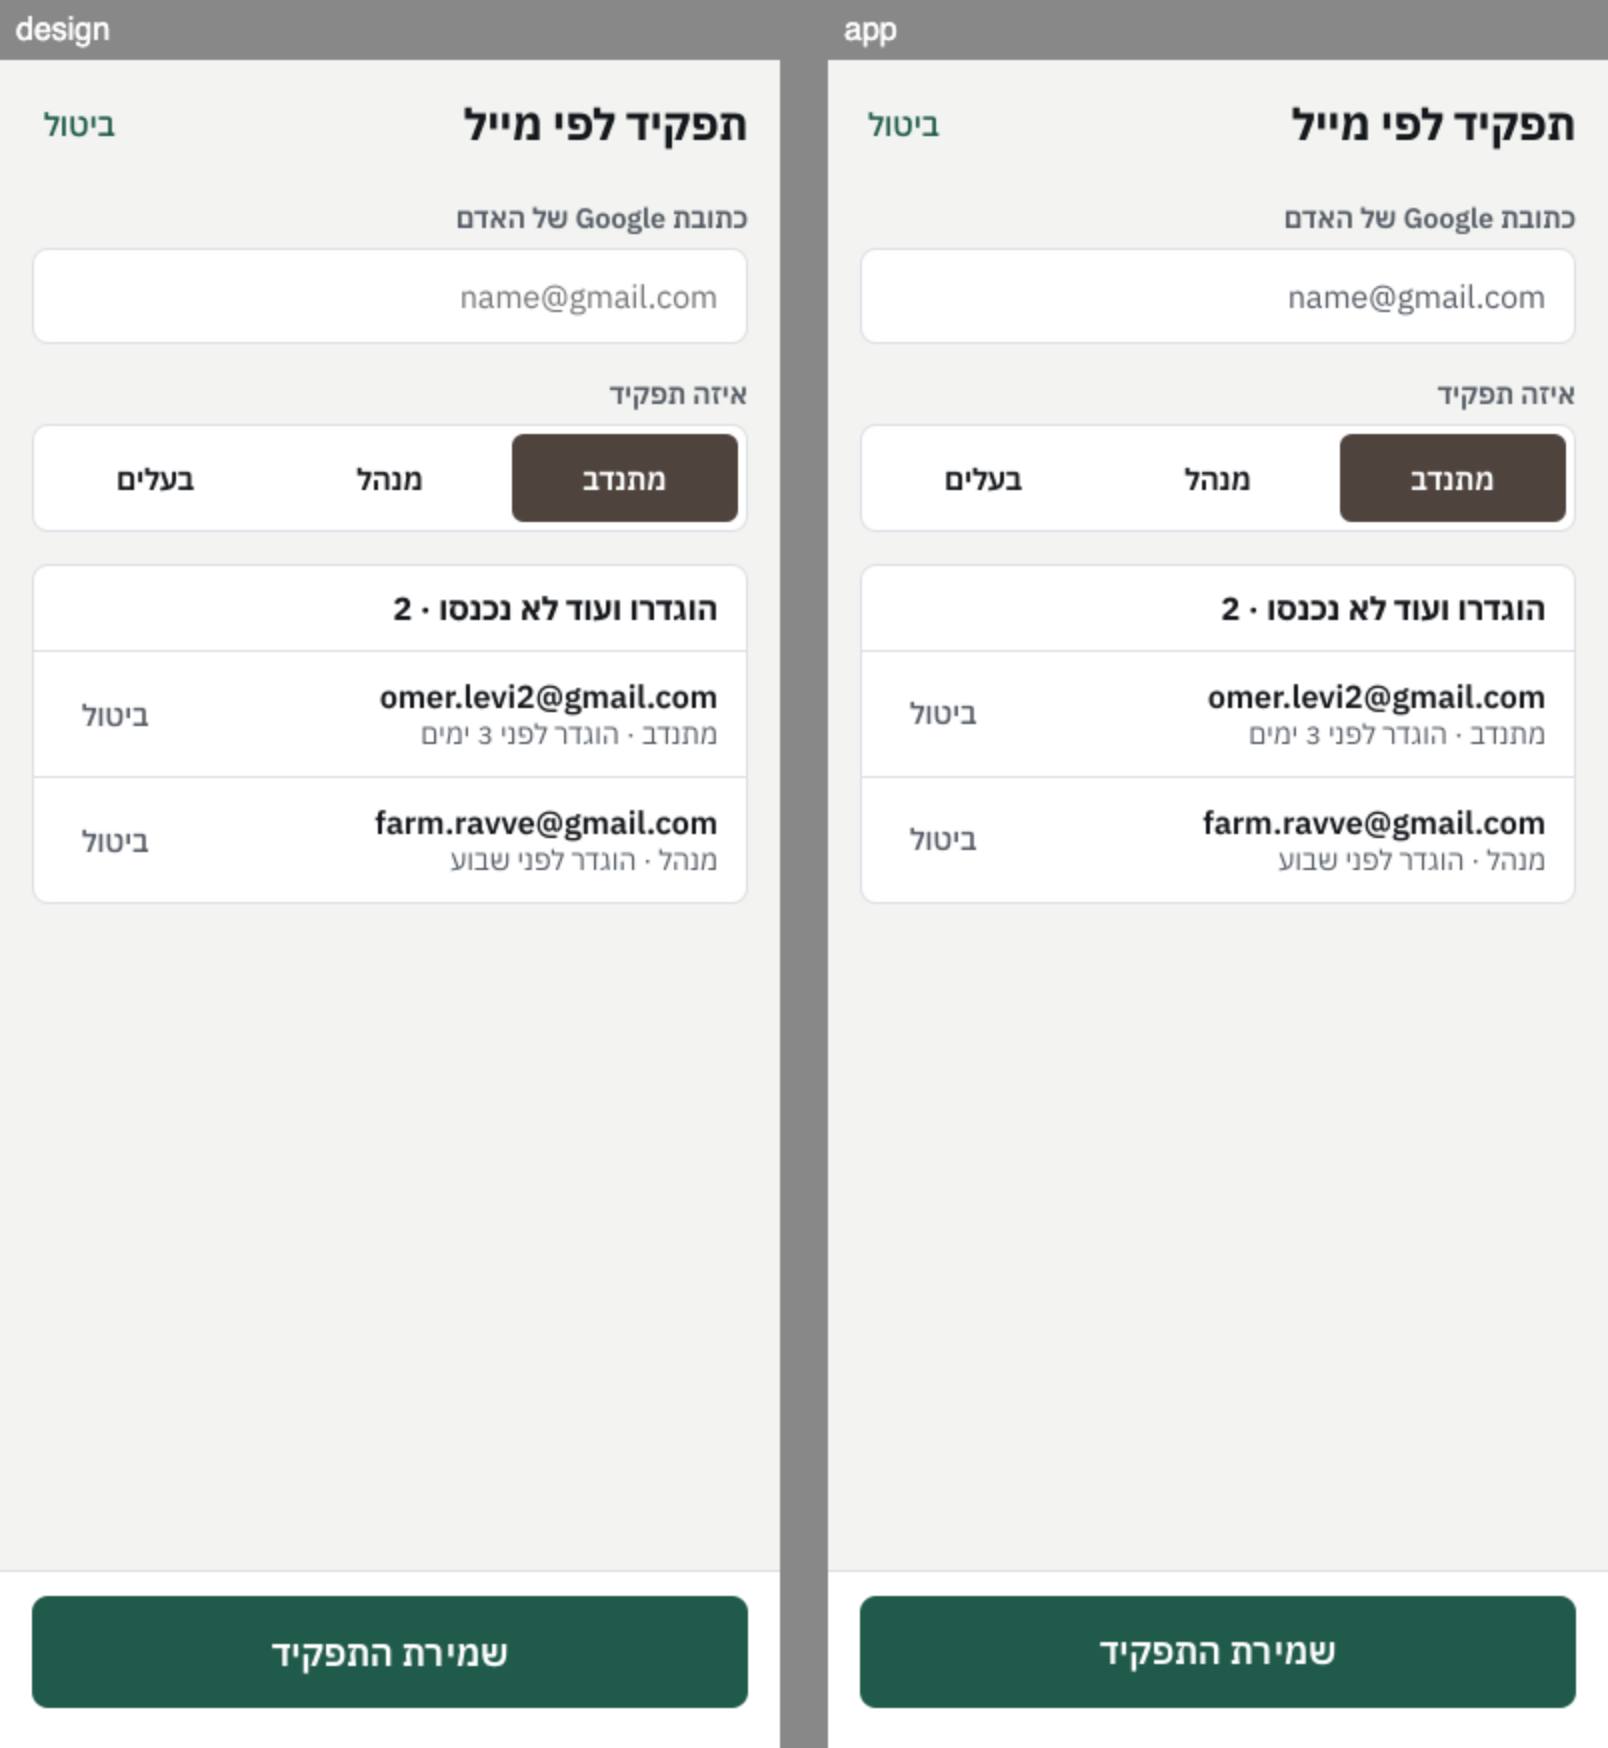 design
תפקיד לפי מייל
ביטול
כתובת Google של האדם
name@gmail.com
איזה תפקיד
מתנדב
מנהל
בעלים
הוגדרו ועוד לא נכנסו · 2
omer.levi2@gmail.com
מתנדב · הוגדר לפני 3 ימים
ביטול
farm.ravve@gmail.com
מנהל · הוגדר לפני שבוע
ביטול
שמירת התפקיד
app
תפקיד לפי מייל
ביטול
כתובת Google של האדם
name@gmail.com
איזה תפקיד
מתנדב
מנהל
בעלים
הוגדרו ועוד לא נכנסו · 2
omer.levi2@gmail.com
מתנדב · הוגדר לפני 3 ימים
ביטול
farm.ravve@gmail.com
מנהל · הוגדר לפני שבוע
ביטול
שמירת התפקיד